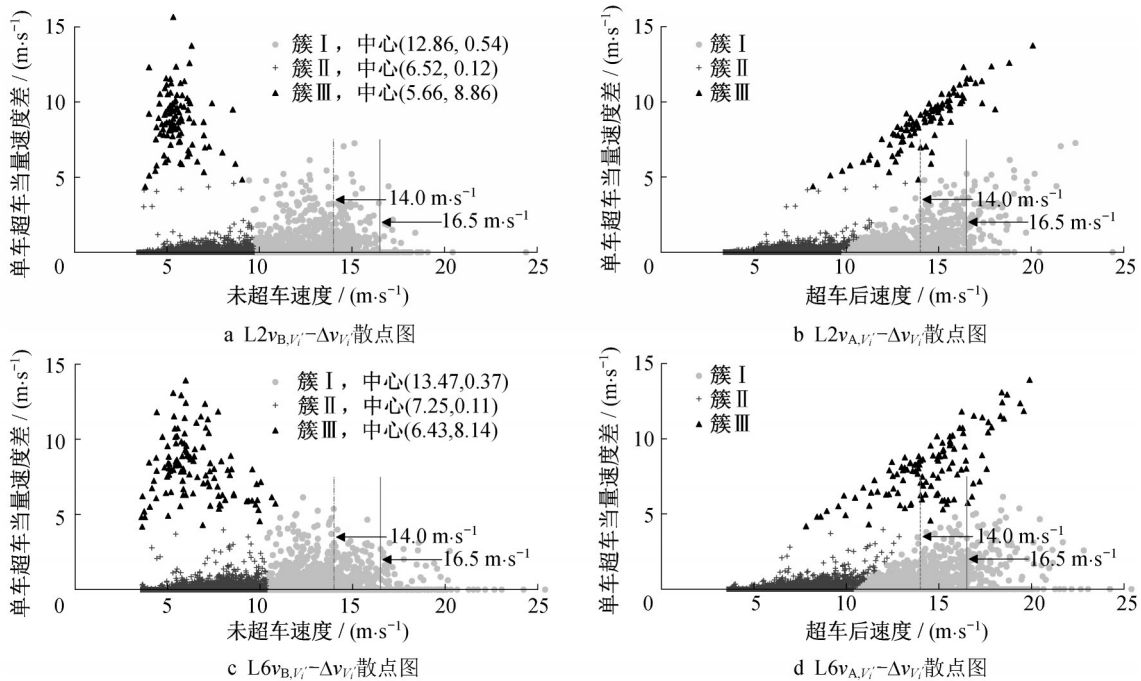 单车超车当量速度差 / (m·s⁻¹)
15
10
5
0
5
10
15
20
25
簇Ⅰ，中心(12.86, 0.54)
簇Ⅱ，中心(6.52, 0.12)
簇Ⅲ，中心(5.66, 8.86)
14.0 m·s⁻¹
16.5 m·s⁻¹
未超车速度 / (m·s⁻¹)
a L2v_{B,V_i'}−Δv_{V_i'}散点图
单车超车当量速度差 / (m·s⁻¹)
15
10
5
0
5
10
15
20
25
簇Ⅰ
簇Ⅱ
簇Ⅲ
14.0 m·s⁻¹
16.5 m·s⁻¹
超车后速度 / (m·s⁻¹)
b L2v_{A,V_i'}−Δv_{V_i'}散点图
单车超车当量速度差 / (m·s⁻¹)
15
10
5
0
5
10
15
20
25
簇Ⅰ，中心(13.47,0.37)
簇Ⅱ，中心(7.25,0.11)
簇Ⅲ，中心(6.43,8.14)
14.0 m·s⁻¹
16.5 m·s⁻¹
未超车速度 / (m·s⁻¹)
c L6v_{B,V_i'}−Δv_{V_i'}散点图
单车超车当量速度差 / (m·s⁻¹)
15
10
5
0
5
10
15
20
25
簇Ⅰ
簇Ⅱ
簇Ⅲ
14.0 m·s⁻¹
16.5 m·s⁻¹
超车后速度 / (m·s⁻¹)
d L6v_{A,V_i'}−Δv_{V_i'}散点图